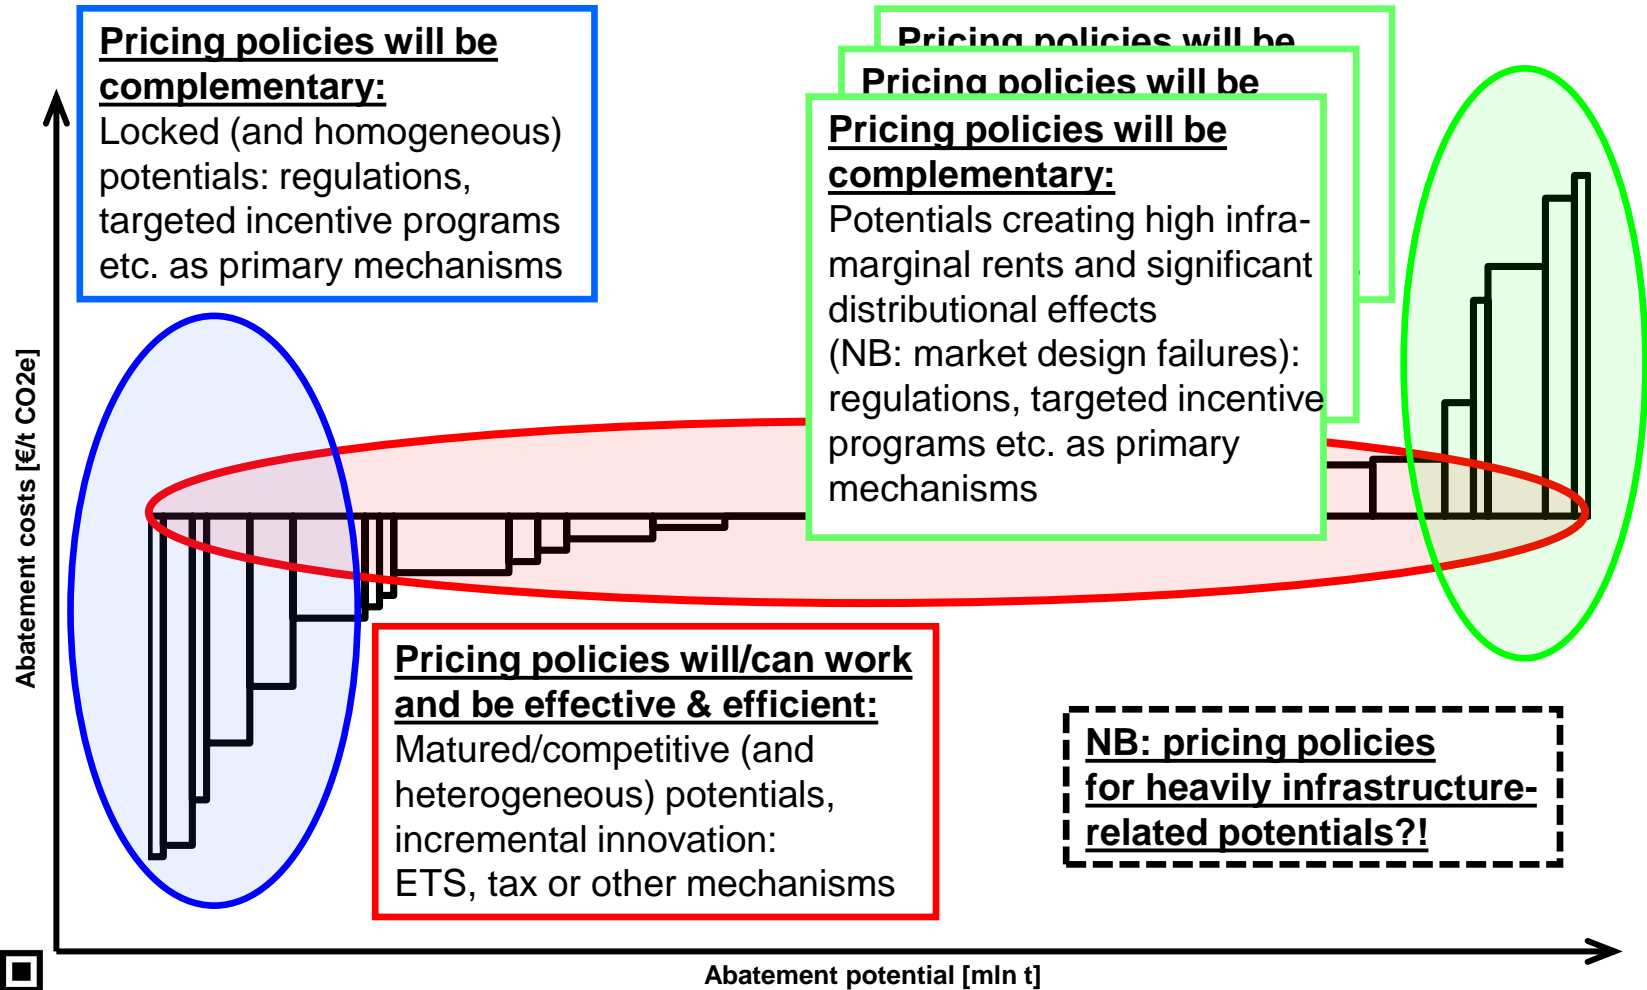 Pricing policies will be
complementary:
Locked (and homogeneous)
potentials: regulations,
targeted incentive programs
etc. as primary mechanisms
Pricing policies will be
Pricing policies will be
Pricing policies will be
complementary:
Potentials creating high infra-
marginal rents and significant
distributional effects
(NB: market design failures):
regulations, targeted incentive
programs etc. as primary
mechanisms
Abatement costs [€/t CO2e]
Pricing policies will/can work
and be effective & efficient:
Matured/competitive (and
heterogeneous) potentials,
incremental innovation:
ETS, tax or other mechanisms
NB: pricing policies
for heavily infrastructure-
related potentials?!
Abatement potential [mln t]